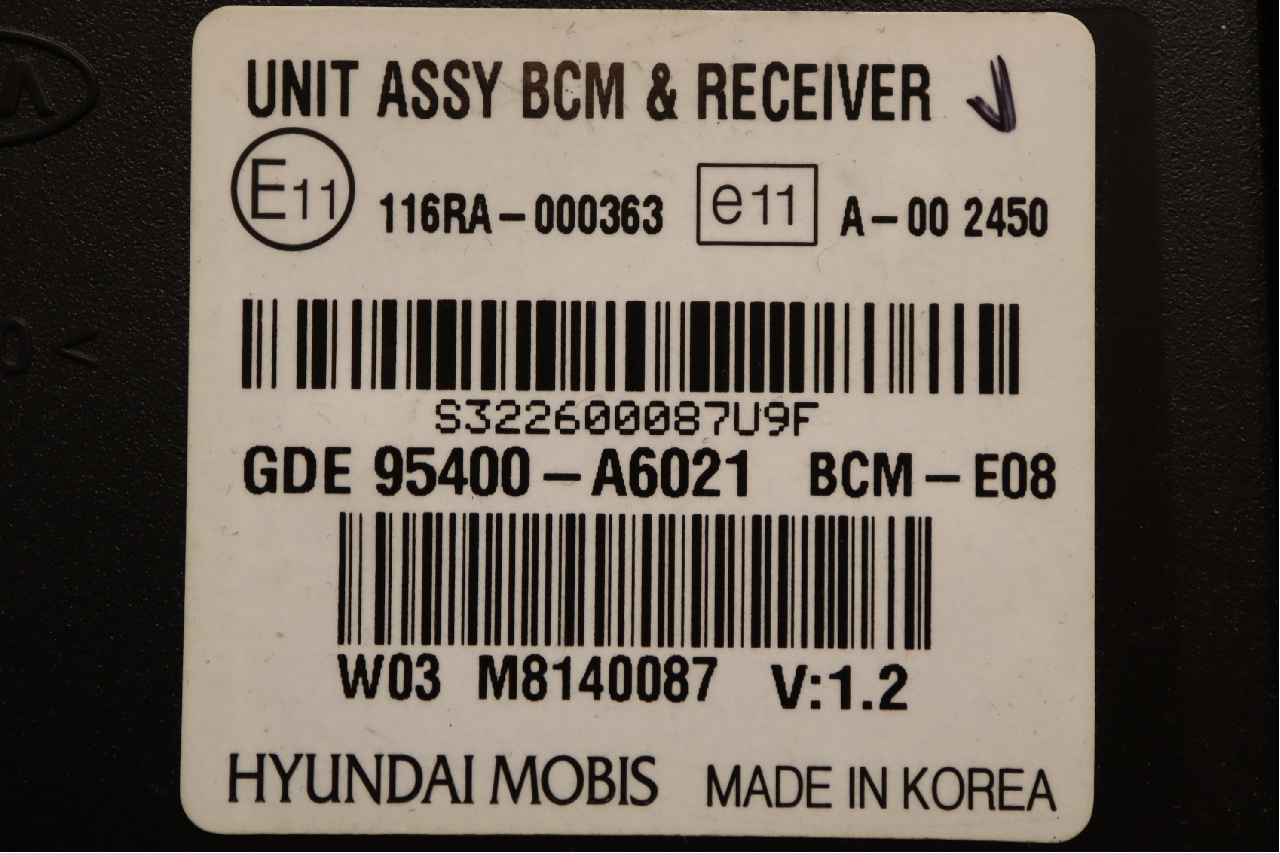 UNIT ASSY BCM & RECEIVER
E11 116RA-000363 e11 A-00 2450
S322600087U9F
GDE 95400-A6021 BCM-E08
W03 M8140087 V:1.2
HYUNDAI MOBIS MADE IN KOREA